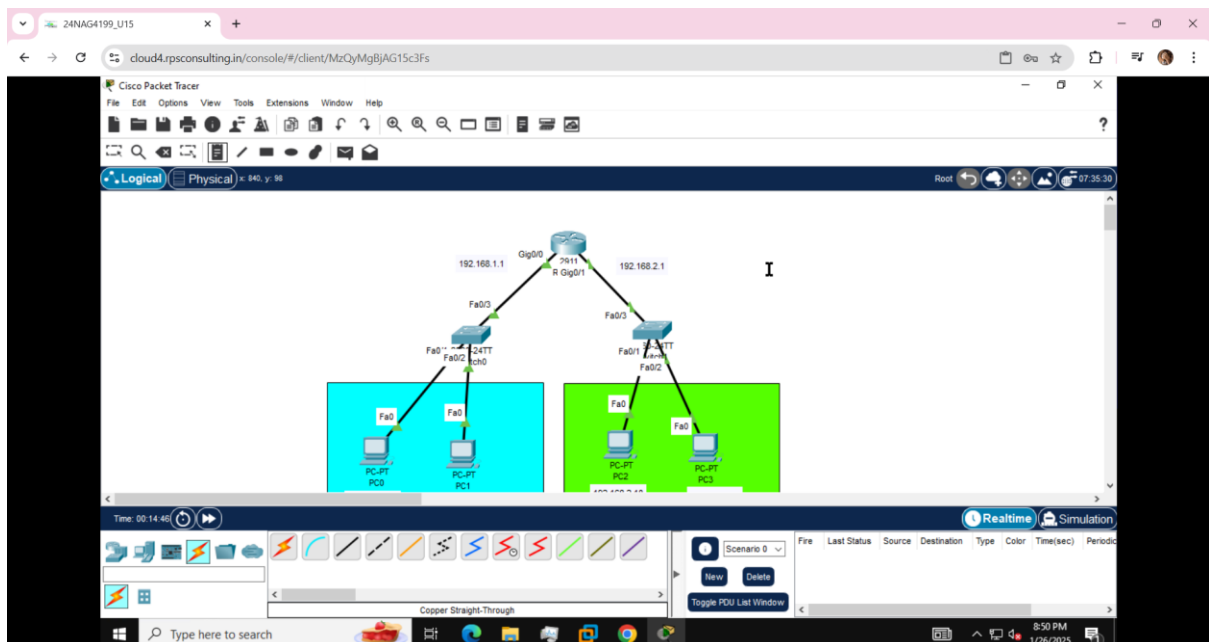 24NAG4199_U15
cloud4.rpsconsulting.in/console/#/client/MzQyMgBjAG15c3Fs
Cisco Packet Tracer
File Edit Options View Tools Extensions Window Help
?
Logical Physical x: 840, y: 98 Root 07:35:30
Gig0/0
192.168.1.1 2911 192.168.2.1
R Gig0/1
Fa0/3
Fa0/3
-24TT
Fa0/2
Fa0/1
Fa0/2
Fa0
Fa0
Fa0
Fa0
PC-PT
PC0
PC-PT
PC1
PC-PT
PC2
PC-PT
PC3
Time: 00:14:46 Realtime Simulation
Scenario 0
Fire Last Status Source Destination Type Color Time(sec) Periodic
New Delete
Toggle PDU List Window
Copper Straight-Through
Type here to search
8:50 PM
1/26/2025